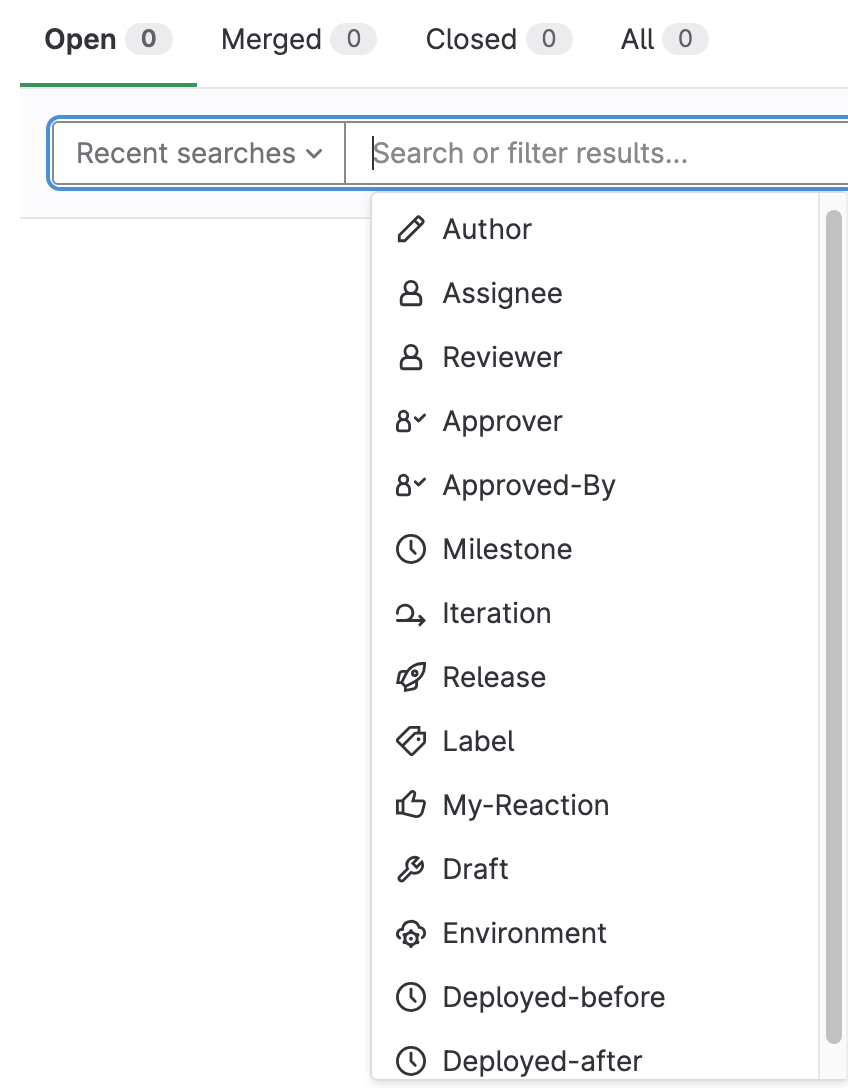 Open 0 Merged 0 Closed 0 All 0
Recent searches Search or filter results...
Author
Assignee
Reviewer
Approver
Approved-By
Milestone
Iteration
Release
Label
My-Reaction
Draft
Environment
Deployed-before
Deployed-after